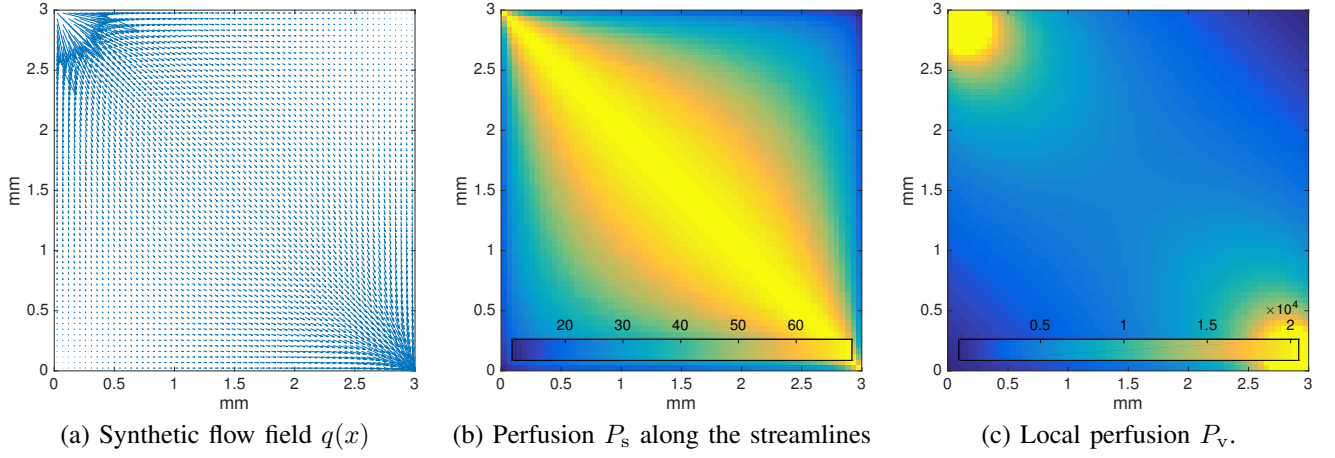 3
2.5
2
1.5
1
0.5
0
mm
0 0.5 1 1.5 2 2.5 3
mm
(a) Synthetic flow field q(x)
3
2.5
2
1.5
1
0.5
0
mm
20 30 40 50 60
0 0.5 1 1.5 2 2.5 3
mm
(b) Perfusion Ps along the streamlines
3
2.5
2
1.5
1
0.5
0
mm
×10⁴
0.5 1 1.5 2
0 0.5 1 1.5 2 2.5 3
mm
(c) Local perfusion Pv.